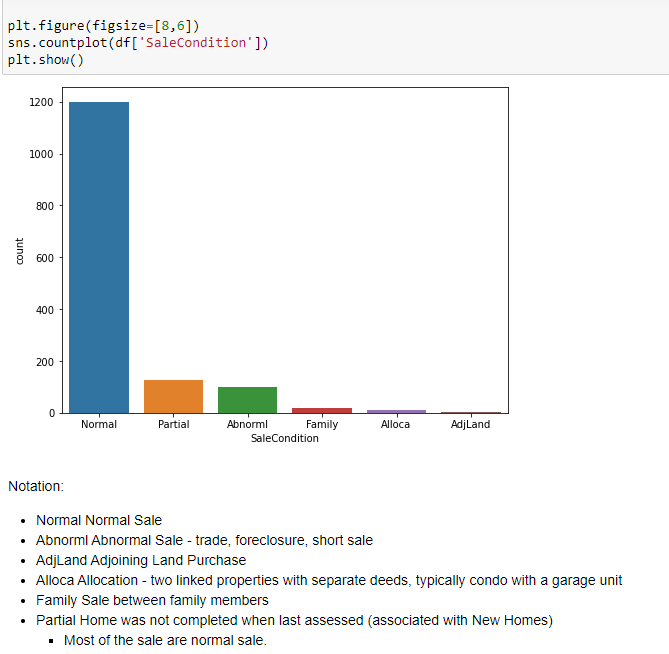 plt.figure(figsize=[8,6])
sns.countplot(df['SaleCondition'])
plt.show()
1200
1000
800
600
400
200
0
count
Normal Partial Abnorml Family Alloca AdjLand
SaleCondition
Notation:
Normal Normal Sale
Abnorml Abnormal Sale - trade, foreclosure, short sale
AdjLand Adjoining Land Purchase
Alloca Allocation - two linked properties with separate deeds, typically condo with a garage unit
Family Sale between family members
Partial Home was not completed when last assessed (associated with New Homes)
Most of the sale are normal sale.